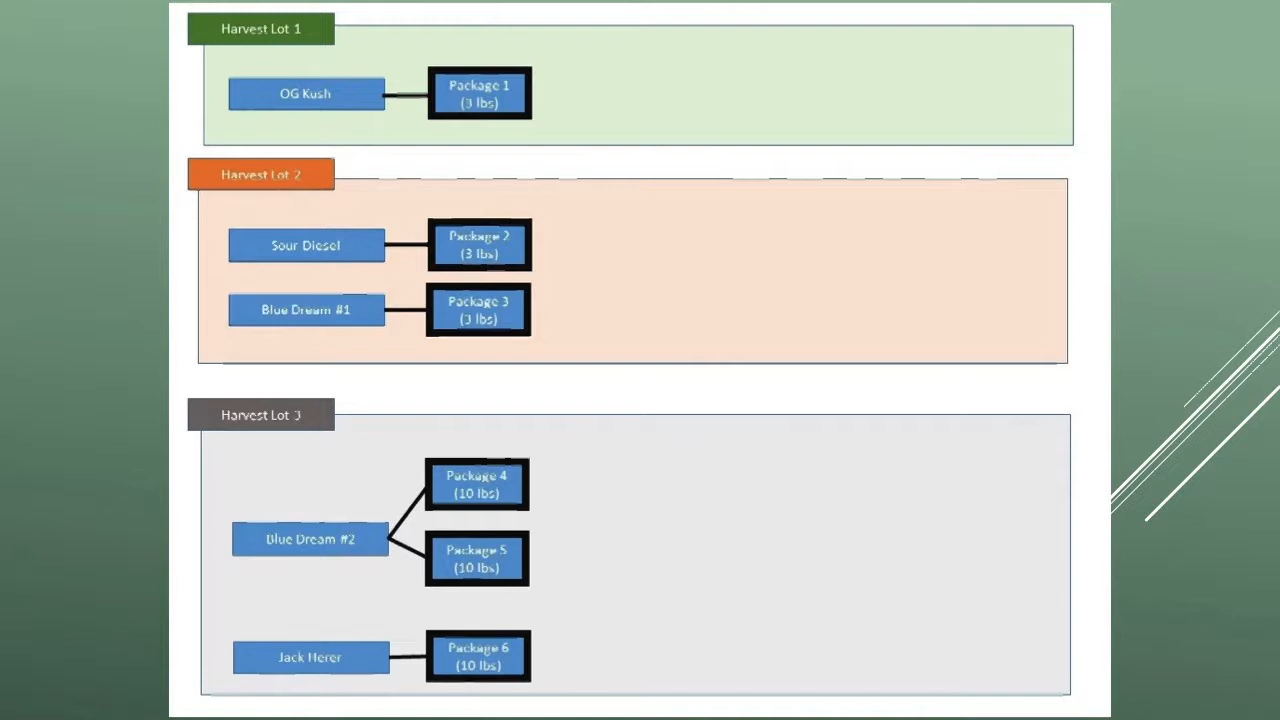 Harvest Lot 1
OG Kush
Package 1
(3 lbs)
Harvest Lot 2
Sour Diesel
Package 2
(3 lbs)
Blue Dream #1
Package 3
(3 lbs)
Harvest Lot 3
Package 4
(10 lbs)
Blue Dream #2
Package 5
(10 lbs)
Jack Herer
Package 6
(10 lbs)